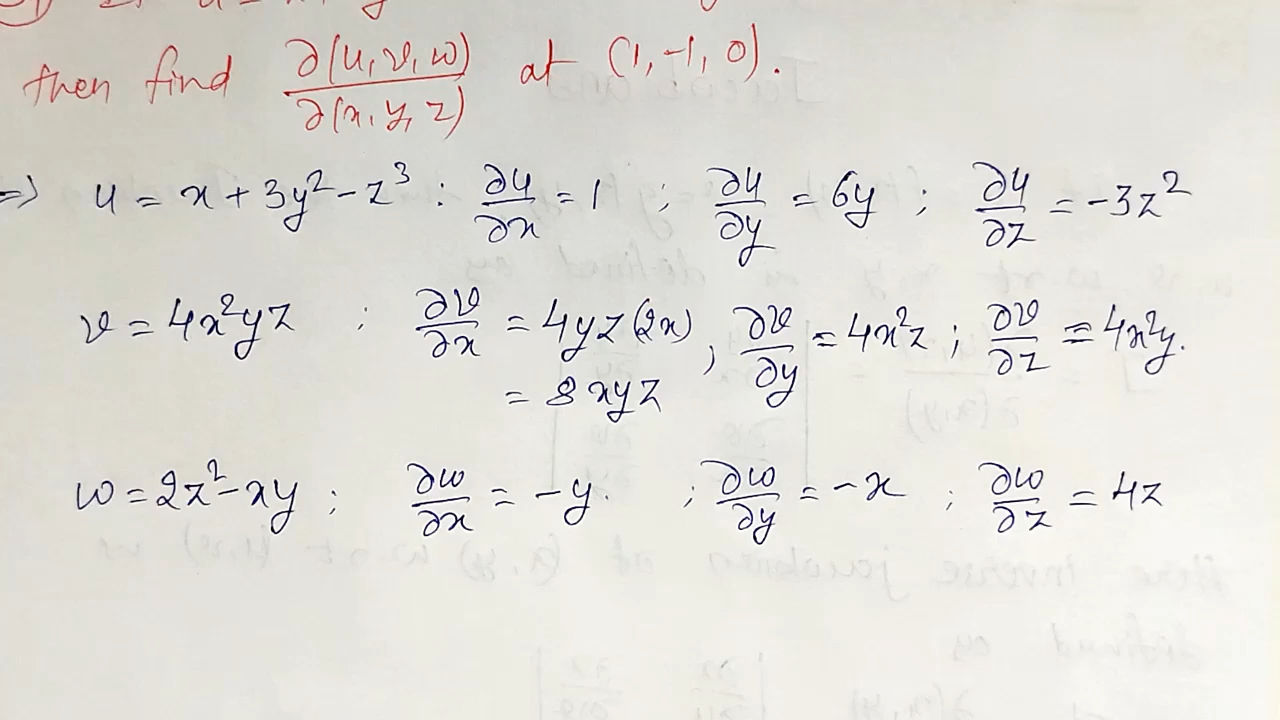 then find ∂(u,v,w)/∂(x,y,z) at (1,-1,0).
=> u = x + 3y² - z³ : ∂u/∂x = 1 ; ∂u/∂y = 6y ; ∂u/∂z = -3z²
v = 4x²yz ; ∂v/∂x = 4yz(2x) , ∂v/∂y = 4x²z ; ∂v/∂z = 4x²y.
= 8xyz
w = 2z² - xy ; ∂w/∂x = -y. ; ∂w/∂y = -x ; ∂w/∂z = 4z